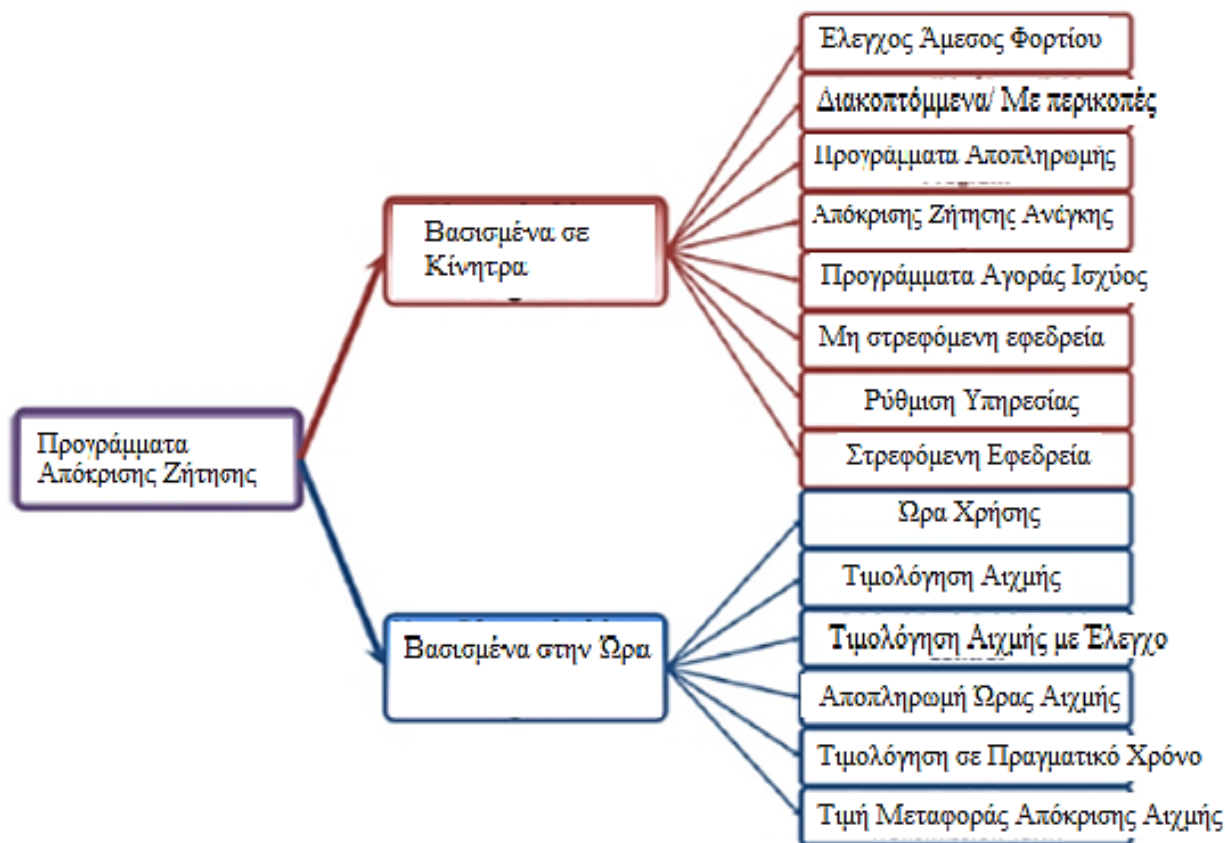 Έλεγχος Άμεσος Φορτίου
Διακοπτόμμενα/ Με περικοπές
Προγράμματα Αποπληρωμής
Απόκρισης Ζήτησης Ανάγκης
Προγράμματα Αγοράς Ισχύος
Μη στρεφόμενη εφεδρεία
Ρύθμιση Υπηρεσίας
Στρεφόμενη Εφεδρεία
Βασισμένα σε
Κίνητρα
Προγράμματα
Απόκρισης Ζήτησης
Βασισμένα στην Ώρα
Ώρα Χρήσης
Τιμολόγηση Αιχμής
Τιμολόγηση Αιχμής με Έλεγχο
Αποπληρωμή Ώρας Αιχμής
Τιμολόγηση σε Πραγματικό Χρόνο
Τιμή Μεταφοράς Απόκρισης Αιχμής